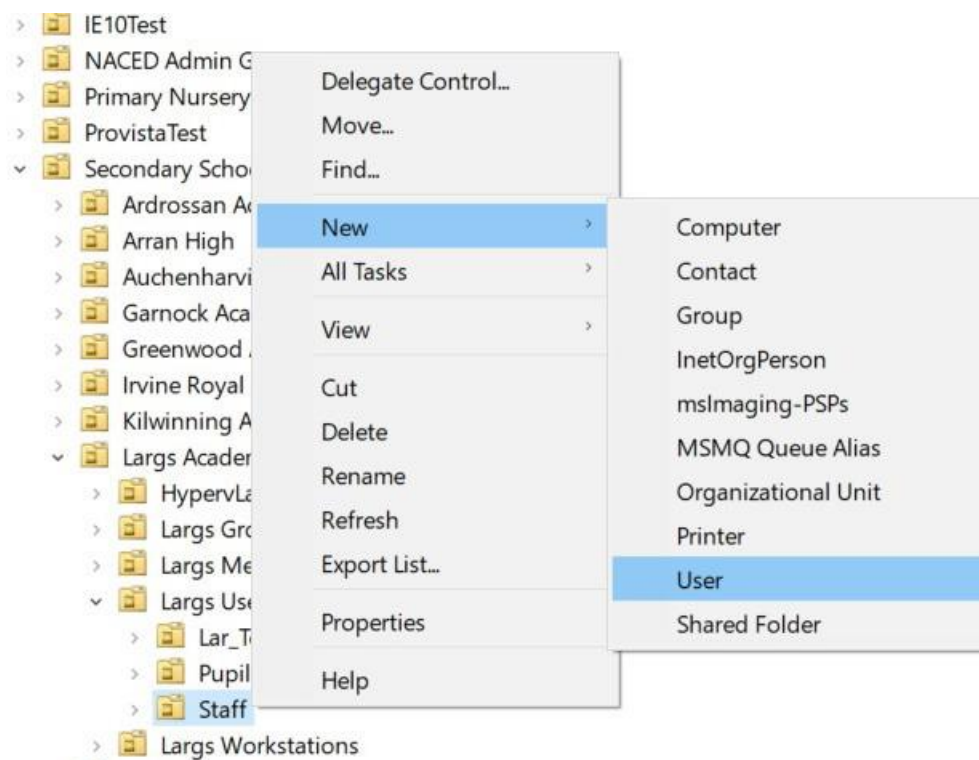 IE10Test
NACED Admin G
Primary Nursery
ProvistaTest
Secondary Scho
Ardrossan Ac
Arran High
Auchenharvi
Garnock Aca
Greenwood
Irvine Royal
Kilwinning A
Largs Acader
HypervLa
Largs Gro
Largs Me
Largs Use
Lar_Te
Pupil
Staff
Largs Workstations
Delegate Control...
Move...
Find...
New
All Tasks
View
Cut
Delete
Rename
Refresh
Export List...
Properties
Help
Computer
Contact
Group
InetOrgPerson
msImaging-PSPs
MSMQ Queue Alias
Organizational Unit
Printer
User
Shared Folder